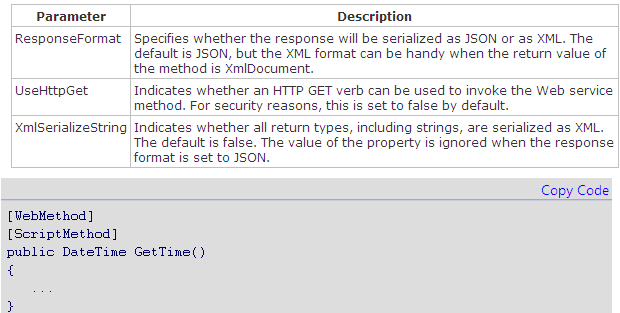 Parameter Description
ResponseFormat Specifies whether the response will be serialized as JSON or as XML. The
default is JSON, but the XML format can be handy when the return value of
the method is XmlDocument.
UseHttpGet Indicates whether an HTTP GET verb can be used to invoke the Web service
method. For security reasons, this is set to false by default.
XmlSerializeString Indicates whether all return types, including strings, are serialized as XML.
The default is false. The value of the property is ignored when the response
format is set to JSON.
Copy Code
[WebMethod]
[ScriptMethod]
public DateTime GetTime()
{
...
}